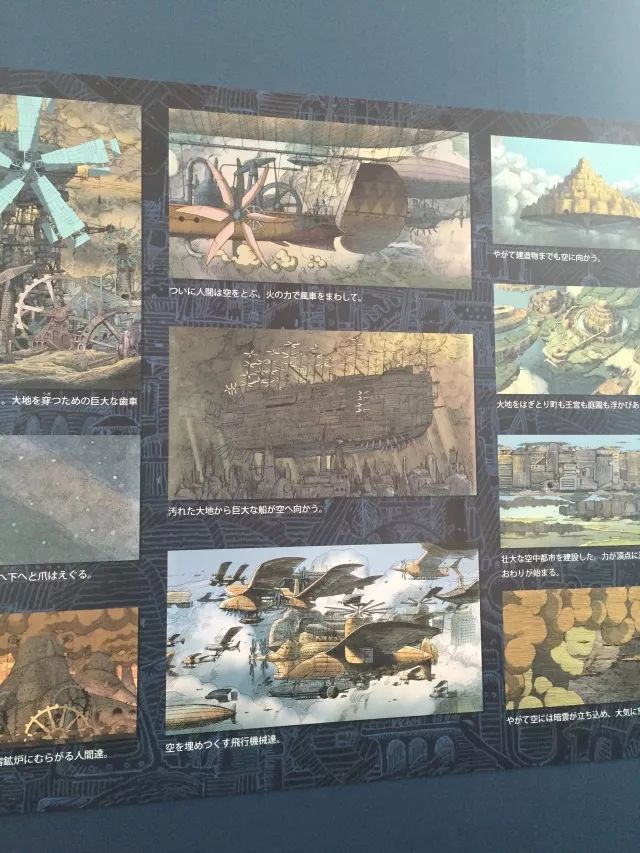 。大地を穿つための巨大な歯車
へ下へと爪はえぐる。
鉱炉にむらがる人間達。
ついに人間は空をとぶ、火の力で風車をまわして。
汚れた大地から巨大な船が空へ向かう。
空を埋めつくす飛行機械達。
やがて建造物までも空に向かう。
大地をはぎとり町も王宮も庭園も浮かびあ
壮大な空中都市を建設した。力が頂点に
おわりが始まる。
やがて空には暗雲が立ち込め、大気に